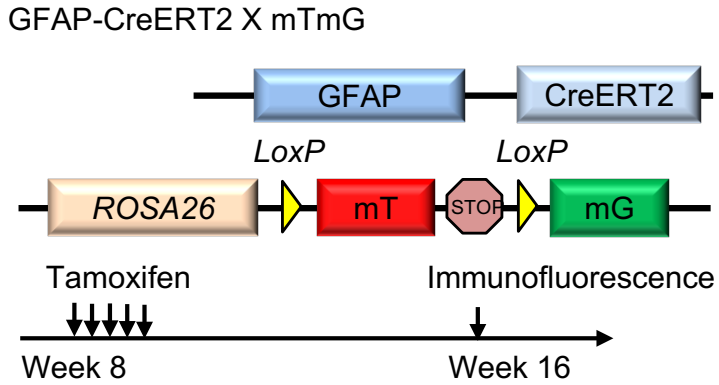 GFAP-CreERT2 X mTmG
GFAP CreERT2
LoxP LoxP
ROSA26 mT STOP mG
Tamoxifen Immunofluorescence
Week 8 Week 16